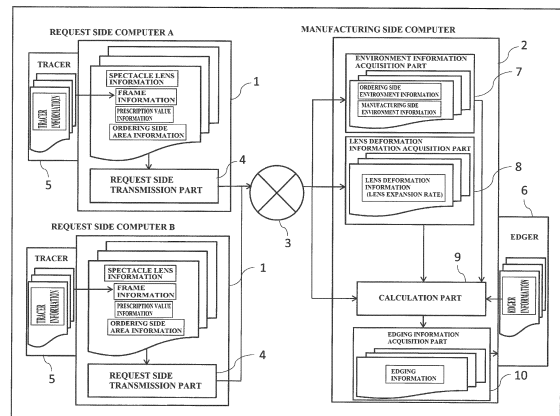 REQUEST SIDE COMPUTER A
TRACER
TRACER
INFORMATION
SPECTACLE LENS
INFORMATION
FRAME
INFORMATION
PRESCRIPTION VALUE
INFORMATION
ORDERING SIDE
AREA INFORMATION
1
4
REQUEST SIDE
TRANSMISSION PART
5
REQUEST SIDE COMPUTER B
TRACER
TRACER
INFORMATION
SPECTACLE LENS
INFORMATION
FRAME
INFORMATION
PRESCRIPTION VALUE
INFORMATION
ORDERING SIDE
AREA INFORMATION
1
4
REQUEST SIDE
TRANSMISSION PART
5
3
MANUFACTURING SIDE COMPUTER
2
ENVIRONMENT INFORMATION
ACQUISITION PART
7
ORDERING SIDE
ENVIRONMENT INFORMATION
MANUFACTURING SIDE
ENVIRONMENT INFORMATION
LENS DEFORMATION
INFORMATION ACQUISITION PART
8
LENS DEFORMATION
INFORMATION
(LENS EXPANSION RATE)
6
EDGER
EDGER
INFORMATION
9
CALCULATION PART
EDGING INFORMATION
ACQUISITION PART
EDGING
INFORMATION
10